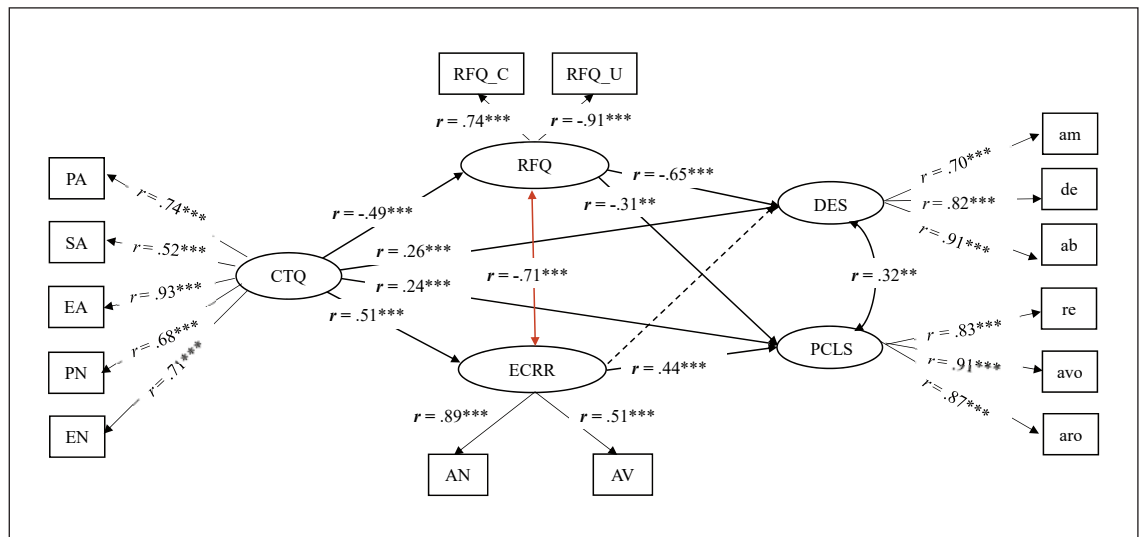 RFQ_C
RFQ_U
r = .74***
r = -.91***
am
PA
RFQ
r = .70***
r = .74***
r = -.65***
de
r = -.49***
r = -.31**
DES
r = .82***
SA
r = .52***
r = .26***
r = .91***
ab
CTQ
r = -.71***
r = .32**
r = .24***
EA
r = .93***
r = .51***
re
r = .83***
r = .68***
PCLS
PN
ECRR
r = .44***
r = .91***
avo
r = .71***
r = .87***
r = .89***
r = .51***
EN
aro
AN
AV